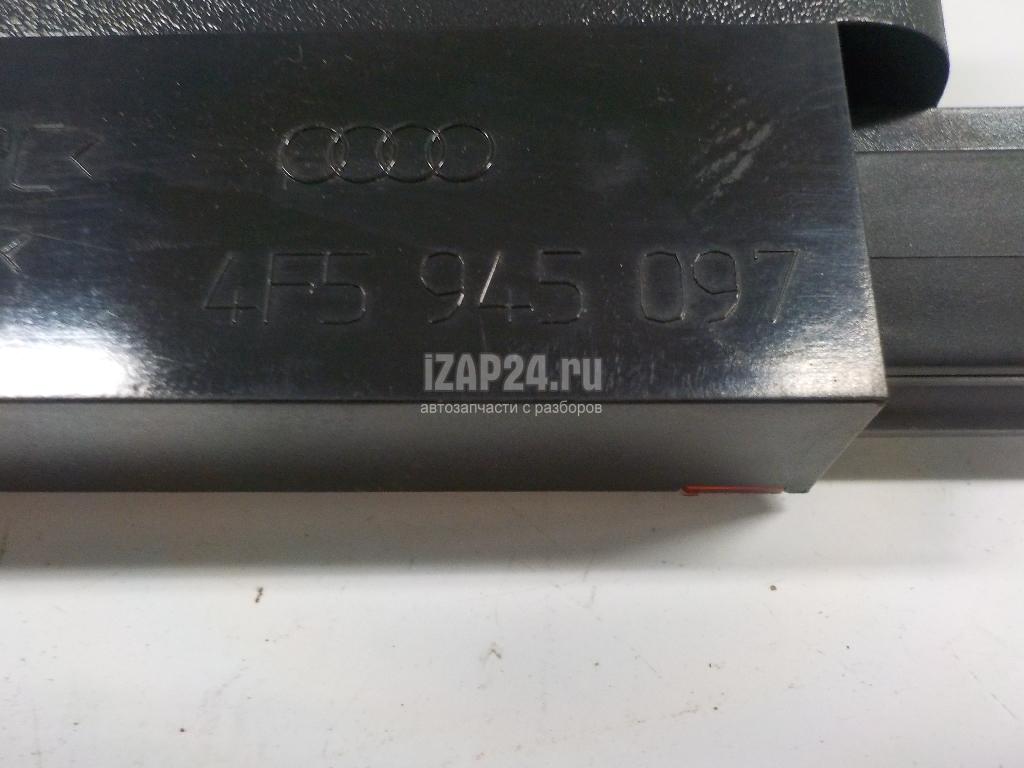 4F5 945 097
iZAP24.ru
автозапчасти с разборов